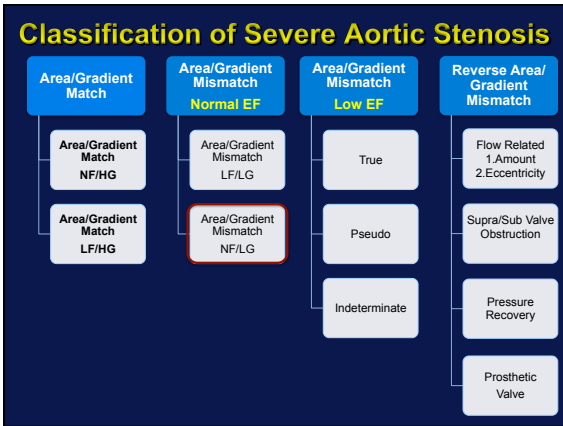 Classification of Severe Aortic Stenosis
Area/Gradient
Match
Area/Gradient
Match
NF/HG
Area/Gradient
Match
LF/HG
Area/Gradient
Mismatch
Normal EF
Area/Gradient
Mismatch
LF/LG
Area/Gradient
Mismatch
NF/LG
Area/Gradient
Mismatch
Low EF
True
Pseudo
Indeterminate
Reverse Area/
Gradient
Mismatch
Flow Related
1.Amount
2.Eccentricity
Supra/Sub Valve
Obstruction
Pressure
Recovery
Prosthetic
Valve